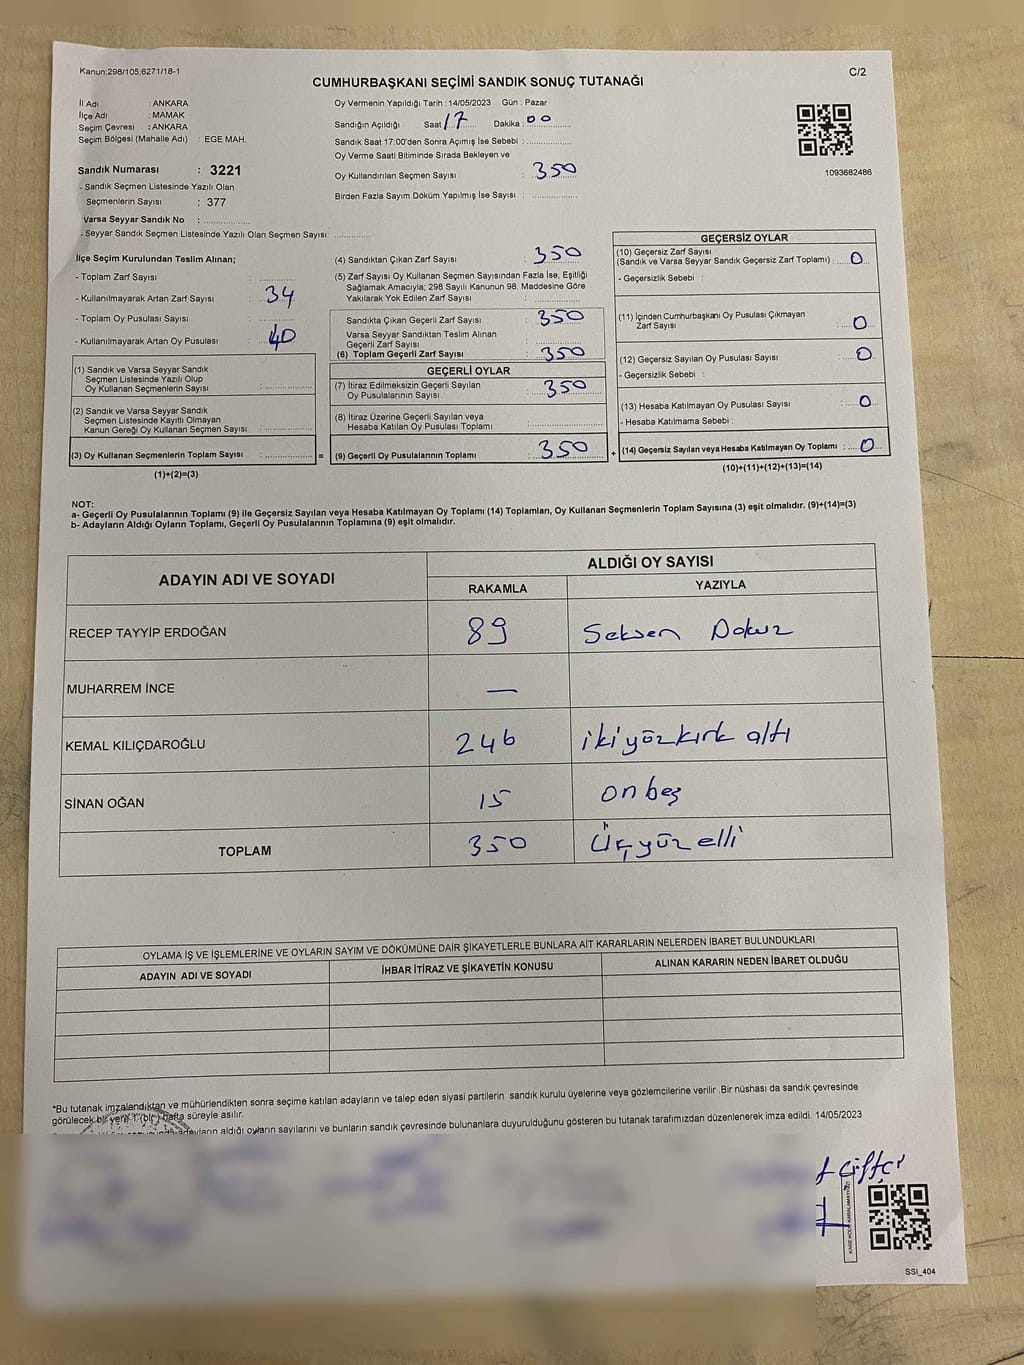 Kanun;298/105;6271/18-1
C/2
CUMHURBAŞKANI SEÇİMİ SANDIK SONUÇ TUTANAĞI
İl Adı : ANKARA
İlçe Adı : MAMAK
Seçim Çevresi : ANKARA
Seçim Bölgesi (Mahalle Adı) : EGE MAH.
Sandık Numarası : 3221
- Sandık Seçmen Listesinde Yazılı Olan
Seçmenlerin Sayısı : 377
Varsa Seyyar Sandık No :
- Seyyar Sandık Seçmen Listesinde Yazılı Olan Seçmen Sayısı:
Oy Vermenin Yapıldığı Tarih : 14/05/2023 Gün : Pazar
Sandığın Açıldığı Saat 17 Dakika 00
Sandık Saat 17:00'den Sonra Açımış İse Sebebi :
Oy Verme Saati Bitiminde Sırada Bekleyen ve
Oy Kullandırılan Seçmen Sayısı : 350
Birden Fazla Sayım Döküm Yapılmış İse Sayısı :
1093682486
İlçe Seçim Kurulundan Teslim Alınan;
- Toplam Zarf Sayısı :
- Kullanılmayarak Artan Zarf Sayısı : 34
- Toplam Oy Pusulası Sayısı :
- Kullanılmayarak Artan Oy Pusulası : 40
(1) Sandık ve Varsa Seyyar Sandık
Seçmen Listesinde Yazılı Olup
Oy Kullanan Seçmenlerin Sayısı :
(2) Sandık ve Varsa Seyyar Sandık
Seçmen Listesinde Kayıtlı Olmayan
Kanun Gereği Oy Kullanan Seçmen Sayısı :
(3) Oy Kullanan Seçmenlerin Toplam Sayısı : =
(1)+(2)=(3)
(4) Sandıktan Çıkan Zarf Sayısı : 350
(5) Zarf Sayısı Oy Kullanan Seçmen Sayısından Fazla İse, Eşitliği
Sağlamak Amacıyla; 298 Sayılı Kanunun 98. Maddesine Göre
Yakılarak Yok Edilen Zarf Sayısı :
Sandıkta Çıkan Geçerli Zarf Sayısı : 350
Varsa Seyyar Sandıktan Teslim Alınan
Geçerli Zarf Sayısı :
(6) Toplam Geçerli Zarf Sayısı : 350
GEÇERLİ OYLAR
(7) İtiraz Edilmeksizin Geçerli Sayılan
Oy Pusulalarının Sayısı : 350
(8) İtiraz Üzerine Geçerli Sayılan veya
Hesaba Katılan Oy Pusulası Toplamı :
(9) Geçerli Oy Pusulalarının Toplamı : 350 +
GEÇERSİZ OYLAR
(10) Geçersiz Zarf Sayısı
(Sandık ve Varsa Seyyar Sandık Geçersiz Zarf Toplamı) : 0
- Geçersizlik Sebebi :
(11) İçinden Cumhurbaşkanı Oy Pusulası Çıkmayan
Zarf Sayısı : 0
(12) Geçersiz Sayılan Oy Pusulası Sayısı : 0
- Geçersizlik Sebebi :
(13) Hesaba Katılmayan Oy Pusulası Sayısı : 0
- Hesaba Katılmama Sebebi :
(14) Geçersiz Sayılan veya Hesaba Katılmayan Oy Toplamı : 0
(10)+(11)+(12)+(13)=(14)
NOT:
a- Geçerli Oy Pusulalarının Toplamı (9) ile Geçersiz Sayılan veya Hesaba Katılmayan Oy Toplamı (14) Toplamları, Oy Kullanan Seçmenlerin Toplam Sayısına (3) eşit olmalıdır. (9)+(14)=(3)
b- Adayların Aldığı Oyların Toplamı, Geçerli Oy Pusulalarının Toplamına (9) eşit olmalıdır.
ADAYIN ADI VE SOYADI
ALDIĞI OY SAYISI
RAKAMLA YAZIYLA
RECEP TAYYİP ERDOĞAN 89 Seksen Dokuz
MUHARREM İNCE —
KEMAL KILIÇDAROĞLU 246 ikiyüzkırk altı
SİNAN OĞAN 15 onbeş
TOPLAM 350 Üçyüz elli
OYLAMA İŞ VE İŞLEMLERİNE VE OYLARIN SAYIM VE DÖKÜMÜNE DAİR ŞİKAYETLERLE BUNLARA AİT KARARLARIN NELERDEN İBARET BULUNDUKLARI
ADAYIN ADI VE SOYADI İHBAR İTİRAZ VE ŞİKAYETİN KONUSU ALINAN KARARIN NEDEN İBARET OLDUĞU
*Bu tutanak imzalandıktan ve mühürlendikten sonra seçime katılan adayların ve talep eden siyasi partilerin sandık kurulu üyelerine veya gözlemcilerine verilir .Bir nüshası da sandık çevresinde
görülecek bir yere 1 (bir) hafta süreyle asılır.
aldığı oyların sayılarını ve bunların sandık çevresinde bulunanlara duyurulduğunu gösteren bu tutanak tarafımızdan düzenlenerek imza edildi. 14/05/2023
Çiftçi
SSI_404